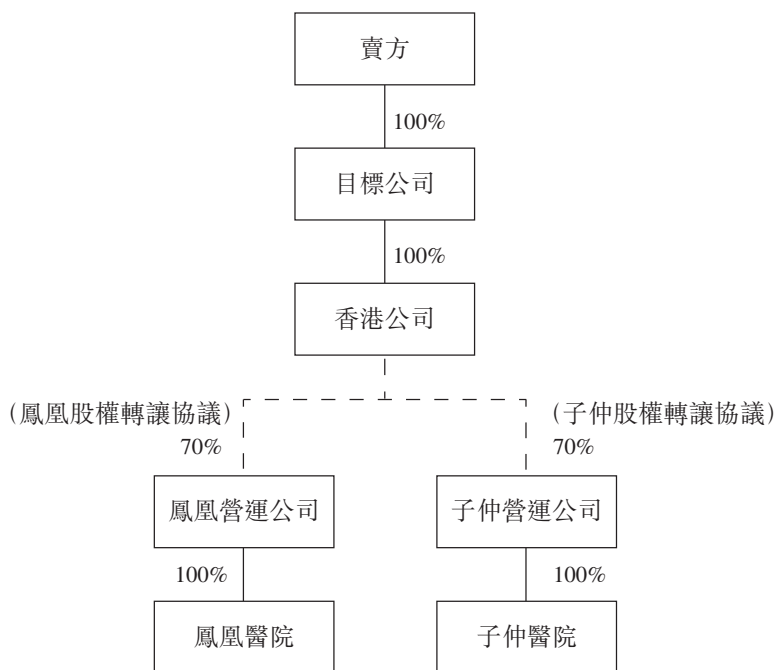 賣方
100%
目標公司
100%
香港公司
(鳳凰股權轉讓協議)
70%
(子仲股權轉讓協議)
70%
鳳凰營運公司
子仲營運公司
100%
100%
鳳凰醫院
子仲醫院